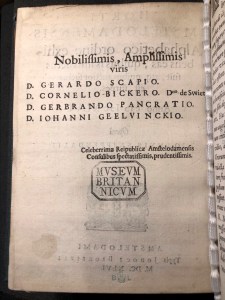 Nobilissimis, Amplissimis
viris
D. GERARDO SCAPIO.
D. CORNELIO BICKERO. Dno de Swiet
D. GERBRANDO PANCRATIO.
D. IOHANNI GEELVINCKIO.
Celeberrimæ Reipublicæ Amstelodamensis
Consulibus spectatissimis, prudentissimis.
MVSEVM
BRITAN
NICVM